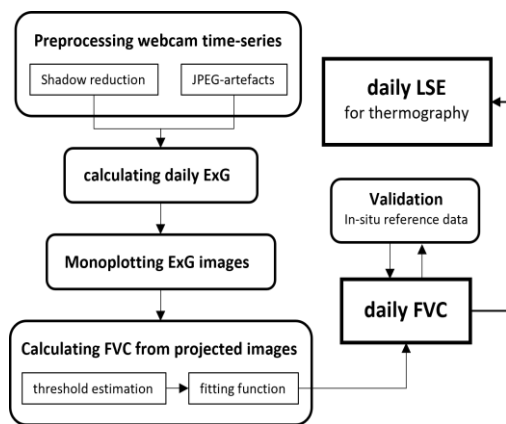 Preprocessing webcam time-series
Shadow reduction
JPEG-artefacts
calculating daily ExG
Monoplotting ExG images
Calculating FVC from projected images
threshold estimation
fitting function
daily LSE
for thermography
Validation
In-situ reference data
daily FVC